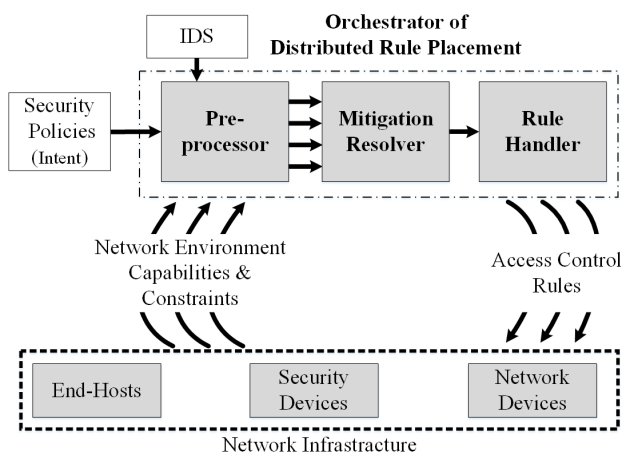 IDS
Orchestrator of
Distributed Rule Placement
Security
Policies
(Intent)
Pre-
processor
Mitigation
Resolver
Rule
Handler
Network Environment
Capabilities &
Constraints
Access Control
Rules
End-Hosts
Security
Devices
Network
Devices
Network Infrastracture